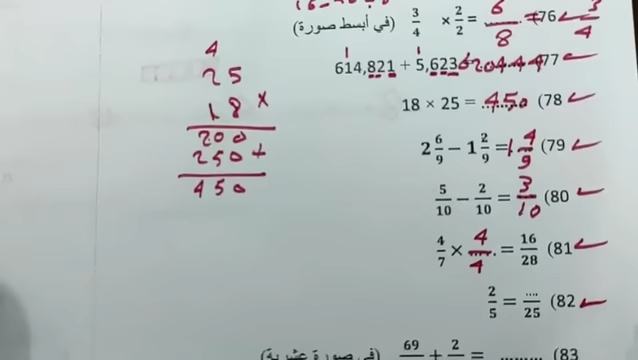 76) 3/4 × 2/2 = 6/8 = 3/4 (في أبسط صورة)
77) 614,821 + 5,623 = 620444
78) 18 × 25 = 450
79) 2 6/9 − 1 2/9 = 1 4/9
80) 5/10 − 2/10 = 3/10
81) 4/7 × 4/4 = 16/28
82) 2/5 = ..../25
83) 69 + 2 = ......... (في صورة عشرية)
4
25
18 ×
200
250 +
450